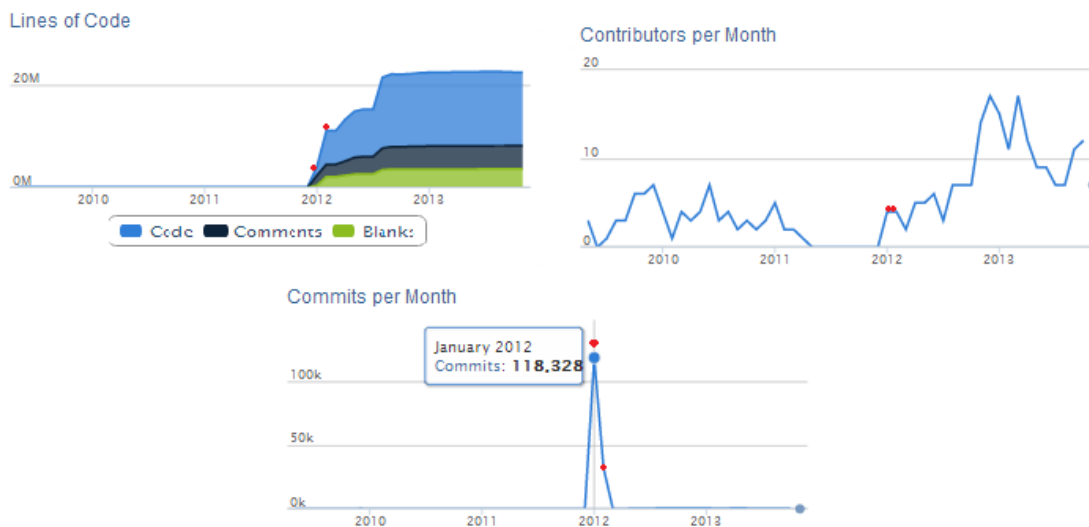 Lines of Code
20M
0M
2010 2011 2012 2013
Code Comments Blanks
Contributors per Month
20
10
0
2010 2011 2012 2013
Commits per Month
January 2012
Commits: 118,328
100k
50k
0k
2010 2011 2012 2013